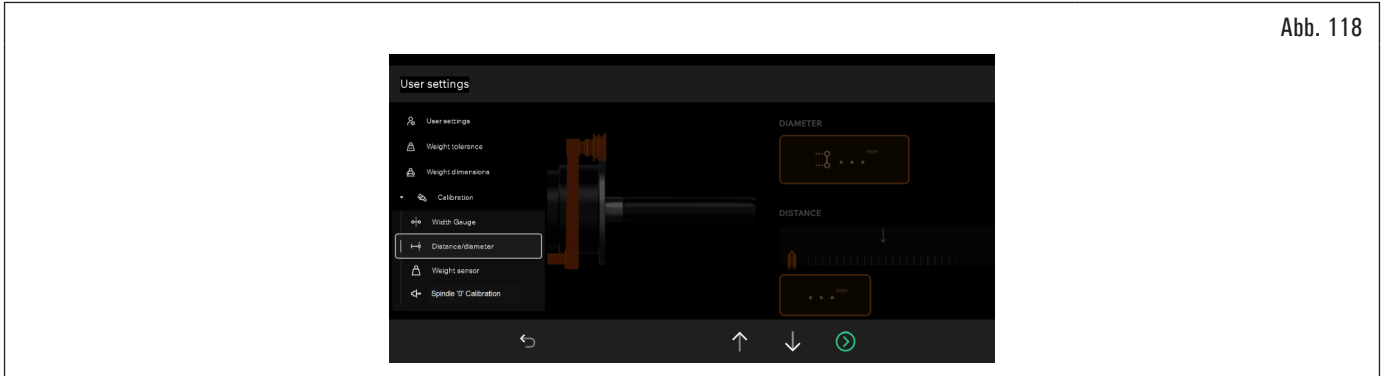 Abb. 118
User settings
User settings
Weight tolerence
Weight dimensions
Calibration
Width Gauge
Distance/diameter
Weight sensor
Spindle '0' Calibration
DIAMETER
... mm
DISTANCE
... mm